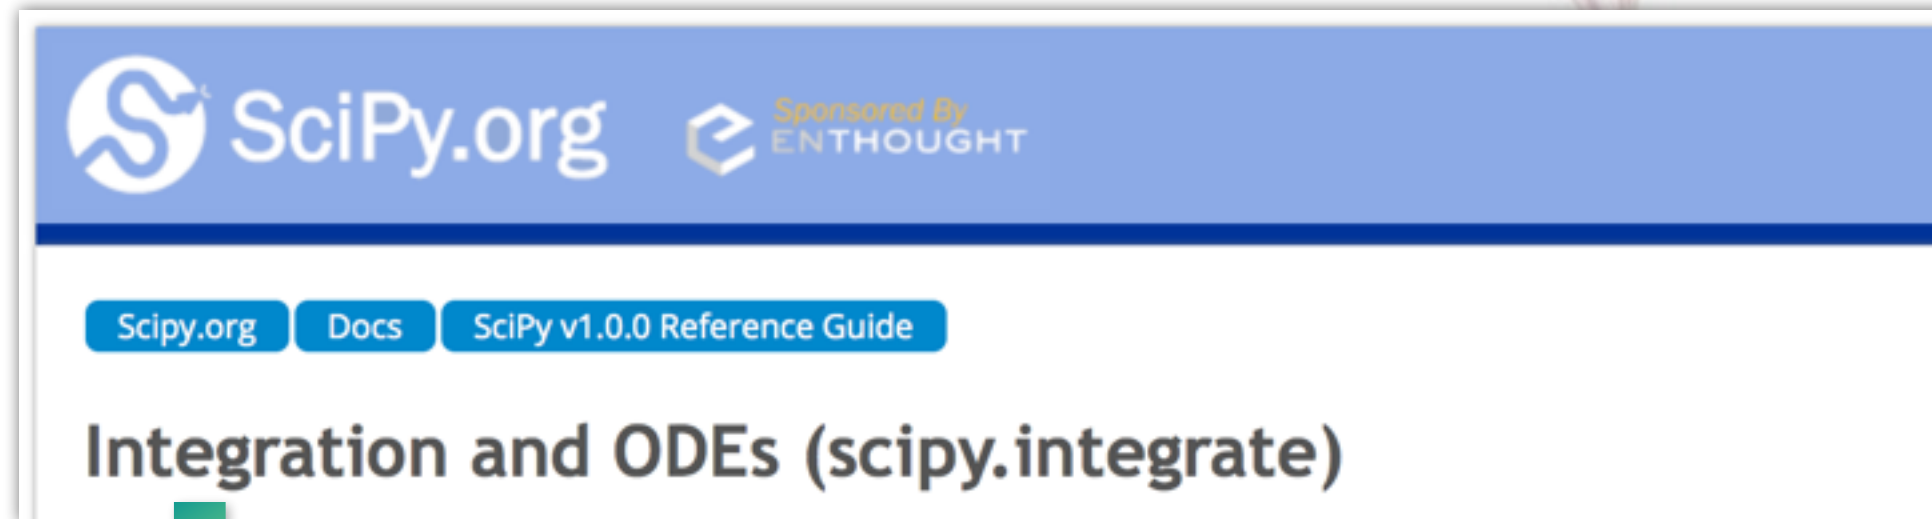 SciPy.org
Sponsored By
ENTHOUGHT
Scipy.org Docs SciPy v1.0.0 Reference Guide
Integration and ODEs (scipy.integrate)